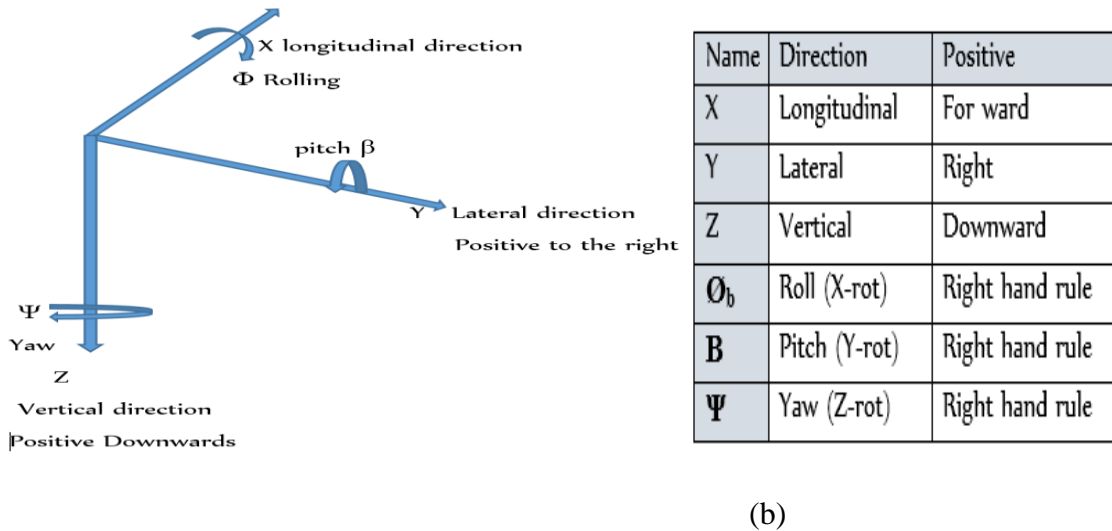 X longitudinal direction
Φ Rolling
pitch β
Y Lateral direction
Positive to the right
Ψ
Yaw
Z
Vertical direction
Positive Downwards
Name Direction Positive
X Longitudinal For ward
Y Lateral Right
Z Vertical Downward
Ø_b Roll (X-rot) Right hand rule
B Pitch (Y-rot) Right hand rule
Ψ Yaw (Z-rot) Right hand rule
(b)